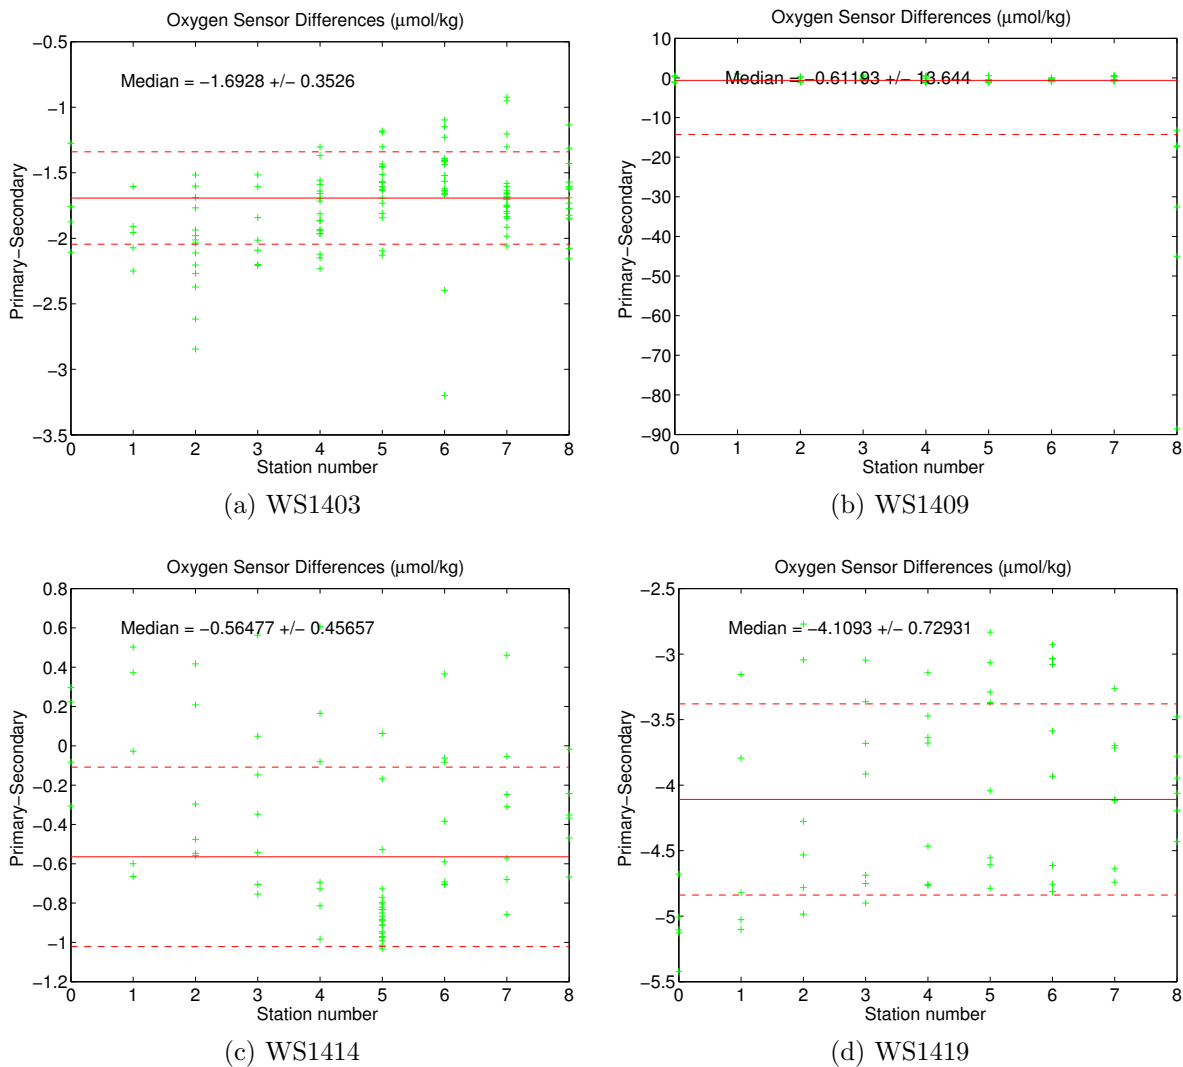 Oxygen Sensor Differences (μmol/kg)
Median = −1.6928 +/− 0.3526
Primary−Secondary
−0.5
−1
−1.5
−2
−2.5
−3
−3.5
0 1 2 3 4 5 6 7 8
Station number
(a) WS1403
Oxygen Sensor Differences (μmol/kg)
Median = −0.61193 +/− 13.644
Primary−Secondary
10
0
−10
−20
−30
−40
−50
−60
−70
−80
−90
0 1 2 3 4 5 6 7 8
Station number
(b) WS1409
Oxygen Sensor Differences (μmol/kg)
Median = −0.56477 +/− 0.45657
Primary−Secondary
0.8
0.6
0.4
0.2
0
−0.2
−0.4
−0.6
−0.8
−1
−1.2
0 1 2 3 4 5 6 7 8
Station number
(c) WS1414
Oxygen Sensor Differences (μmol/kg)
Median = −4.1093 +/− 0.72931
Primary−Secondary
−2.5
−3
−3.5
−4
−4.5
−5
−5.5
0 1 2 3 4 5 6 7 8
Station number
(d) WS1419